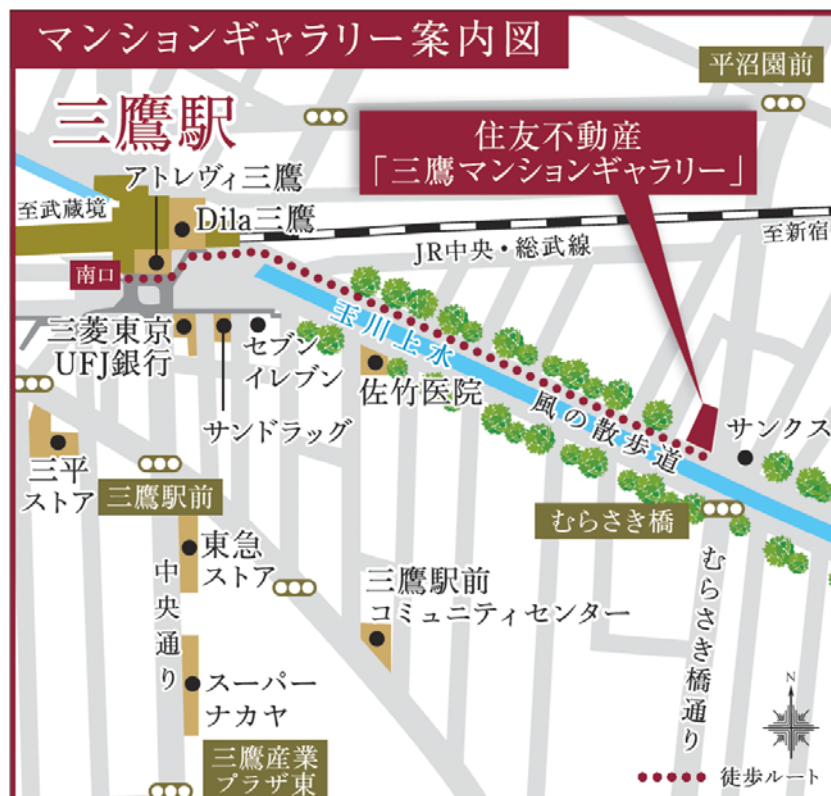 マンションギャラリー案内図
平沼園前
三鷹駅
住友不動産
「三鷹マンションギャラリー」
アトレヴィ三鷹
至武蔵境
Dila三鷹
至新宿
JR中央・総武線
南口
三菱東京
UFJ銀行
セブン
イレブン
玉川上水
佐竹医院
風の散歩道
サンドラッグ
サンクス
三平
ストア
三鷹駅前
むらさき橋
東急
ストア
中央通り
三鷹駅前
コミュニティセンター
むらさき橋通り
スーパー
ナカヤ
N
三鷹産業
プラザ東
徒歩ルート